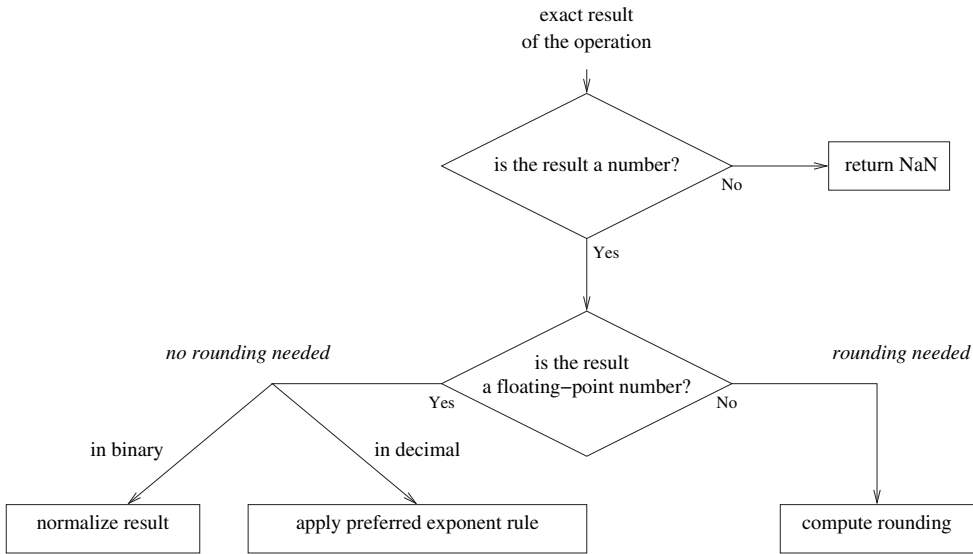 exact result
of the operation
is the result a number?
return NaN
No
Yes
no rounding needed
is the result
rounding needed
a floating−point number?
Yes
No
in binary
in decimal
normalize result
apply preferred exponent rule
compute rounding